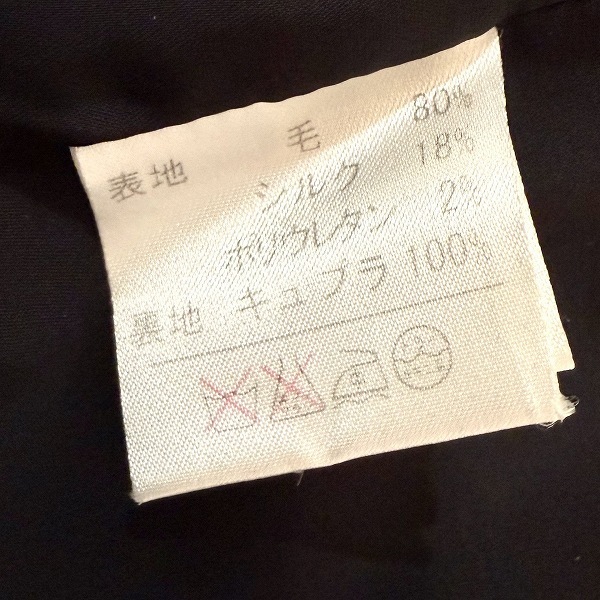 表地 毛 80%
シルク 18%
ポリウレタン 2%
裏地 キュプラ 100%